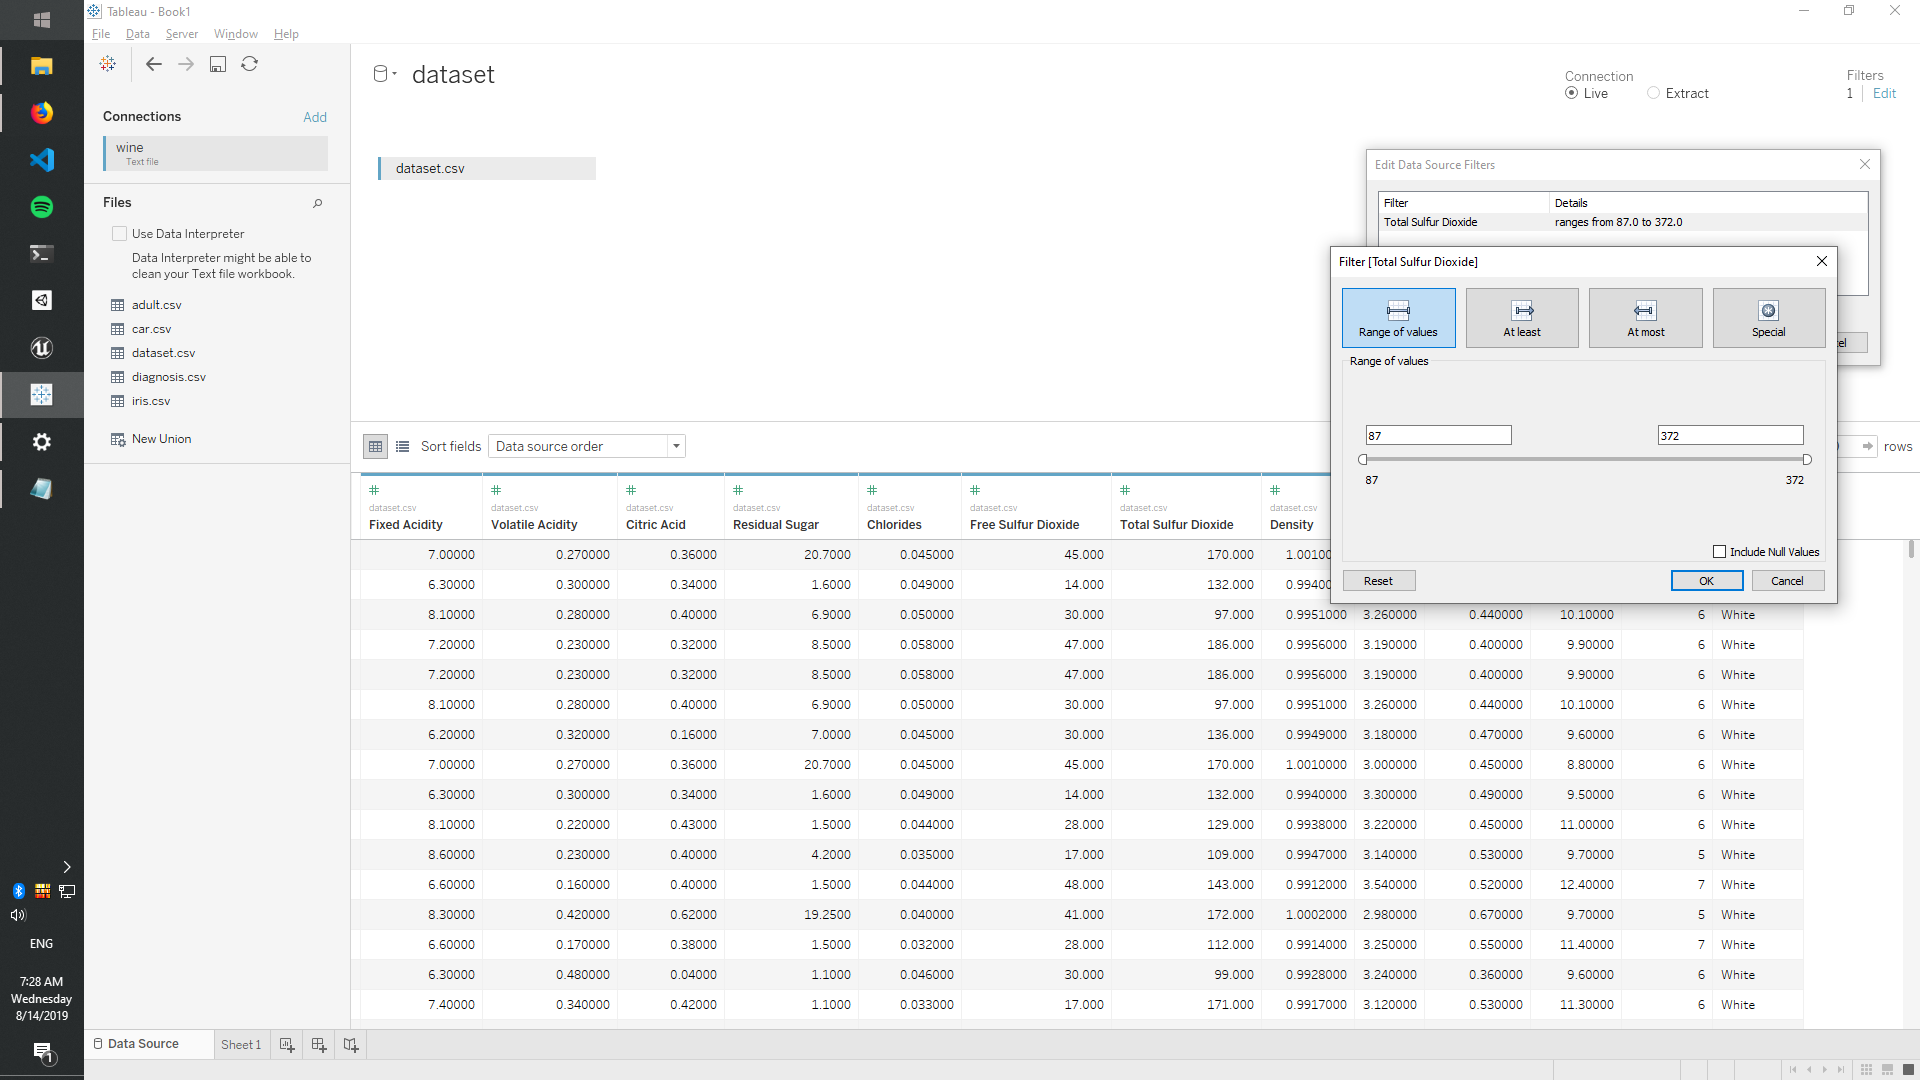 Tableau - Book1
File Data Server Window Help
dataset
Connection
Live Extract
Filters
1 Edit
Connections Add
wine
Text file
dataset.csv
Files
Use Data Interpreter
Data Interpreter might be able to
clean your Text file workbook.
adult.csv
car.csv
dataset.csv
diagnosis.csv
iris.csv
New Union
Edit Data Source Filters
Filter Details
Total Sulfur Dioxide ranges from 87.0 to 372.0
Filter [Total Sulfur Dioxide]
Range of values At least At most Special
Range of values
87 372
87 372
Include Null Values
Reset OK Cancel
Sort fields Data source order rows
dataset.csv dataset.csv dataset.csv dataset.csv dataset.csv dataset.csv dataset.csv dataset.csv
Fixed Acidity Volatile Acidity Citric Acid Residual Sugar Chlorides Free Sulfur Dioxide Total Sulfur Dioxide Density
7.00000 0.270000 0.36000 20.7000 0.045000 45.000 170.000
6.30000 0.300000 0.34000 1.6000 0.049000 14.000 132.000
8.10000 0.280000 0.40000 6.9000 0.050000 30.000 97.000 0.9951000 3.260000 0.440000 10.10000 6 White
7.20000 0.230000 0.32000 8.5000 0.058000 47.000 186.000 0.9956000 3.190000 0.400000 9.90000 6 White
7.20000 0.230000 0.32000 8.5000 0.058000 47.000 186.000 0.9956000 3.190000 0.400000 9.90000 6 White
8.10000 0.280000 0.40000 6.9000 0.050000 30.000 97.000 0.9951000 3.260000 0.440000 10.10000 6 White
6.20000 0.320000 0.16000 7.0000 0.045000 30.000 136.000 0.9949000 3.180000 0.470000 9.60000 6 White
7.00000 0.270000 0.36000 20.7000 0.045000 45.000 170.000 1.0010000 3.000000 0.450000 8.80000 6 White
6.30000 0.300000 0.34000 1.6000 0.049000 14.000 132.000 0.9940000 3.300000 0.490000 9.50000 6 White
8.10000 0.220000 0.43000 1.5000 0.044000 28.000 129.000 0.9938000 3.220000 0.450000 11.00000 6 White
8.60000 0.230000 0.40000 4.2000 0.035000 17.000 109.000 0.9947000 3.140000 0.530000 9.70000 5 White
6.60000 0.160000 0.40000 1.5000 0.044000 48.000 143.000 0.9912000 3.540000 0.520000 12.40000 7 White
8.30000 0.420000 0.62000 19.2500 0.040000 41.000 172.000 1.0002000 2.980000 0.670000 9.70000 5 White
6.60000 0.170000 0.38000 1.5000 0.032000 28.000 112.000 0.9914000 3.250000 0.550000 11.40000 7 White
6.30000 0.480000 0.04000 1.1000 0.046000 30.000 99.000 0.9928000 3.240000 0.360000 9.60000 6 White
7.40000 0.340000 0.42000 1.1000 0.033000 17.000 171.000 0.9917000 3.120000 0.530000 11.30000 6 White
ENG
7:28 AM
Wednesday
8/14/2019
1
Data Source Sheet 1